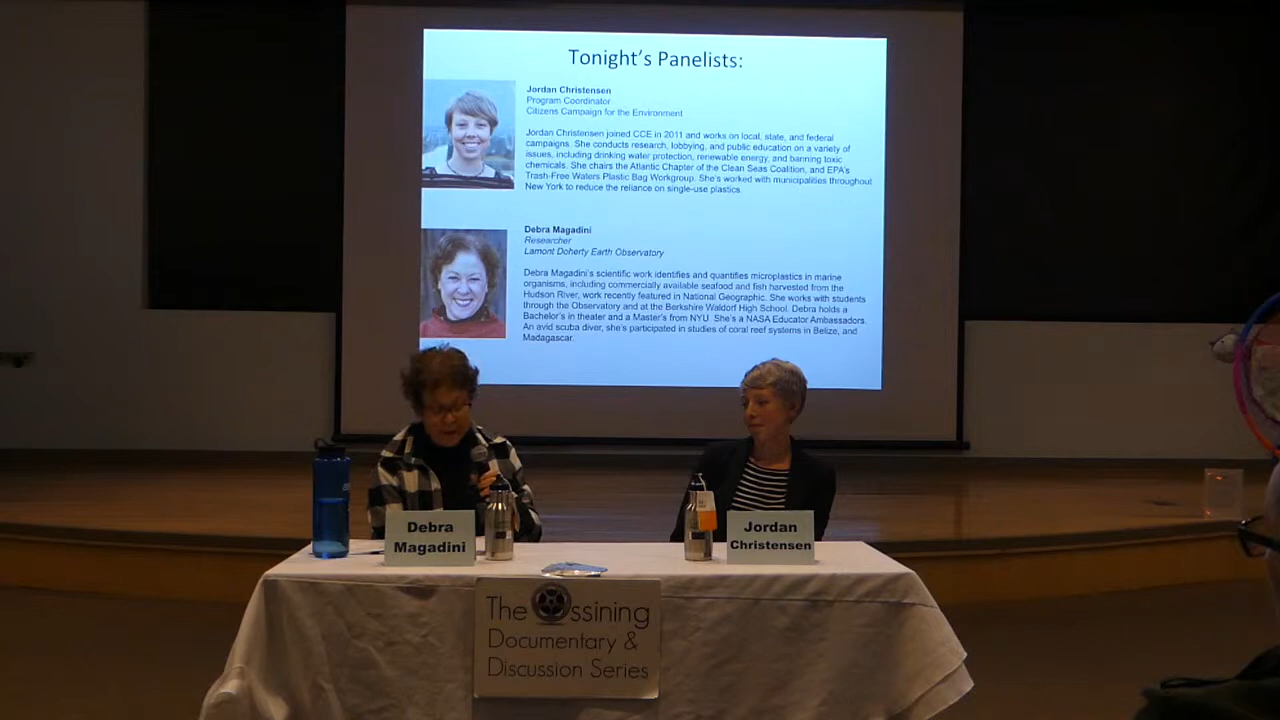 Tonight's Panelists:
Jordan Christensen
Program Coordinator
Citizens Campaign for the Environment
Jordan Christensen joined CCE in 2011 and works on local, state, and federal
campaigns. She conducts research, lobbying, and public education on a variety of
issues, including drinking water protection, renewable energy, and banning toxic
chemicals. She chairs the Atlantic Chapter of the Clean Seas Coalition, and EPA's
Trash-Free Waters Plastic Bag Workgroup. She's worked with municipalities throughout
New York to reduce the reliance on single-use plastics.
Debra Magadini
Researcher
Lamont Doherty Earth Observatory
Debra Magadini's scientific work identifies and quantifies microplastics in marine
organisms, including commercially available seafood and fish harvested from the
Hudson River, work recently featured in National Geographic. She works with students
through the Observatory and at the Berkshire Waldorf High School. Debra holds a
Bachelor's in theater and a Master's from NYU. She's a NASA Educator Ambassadors.
An avid scuba diver, she's participated in studies of coral reef systems in Belize, and
Madagascar.
Debra
Magadini
Jordan
Christensen
The Ossining
Documentary &
Discussion Series